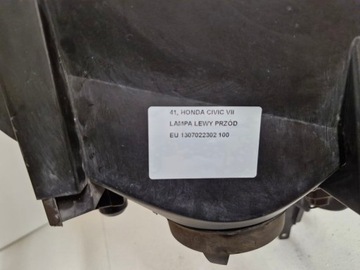 41, HONDA CIVIC VII
LAMPA LEWY PRZÓD
EU 1307022302 100